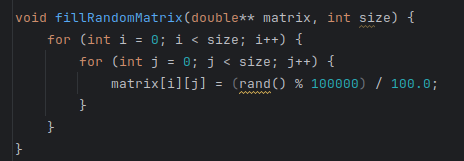 void fillRandomMatrix(double** matrix, int size) {
    for (int i = 0; i < size; i++) {
        for (int j = 0; j < size; j++) {
            matrix[i][j] = (rand() % 100000) / 100.0;
        }
    }
}